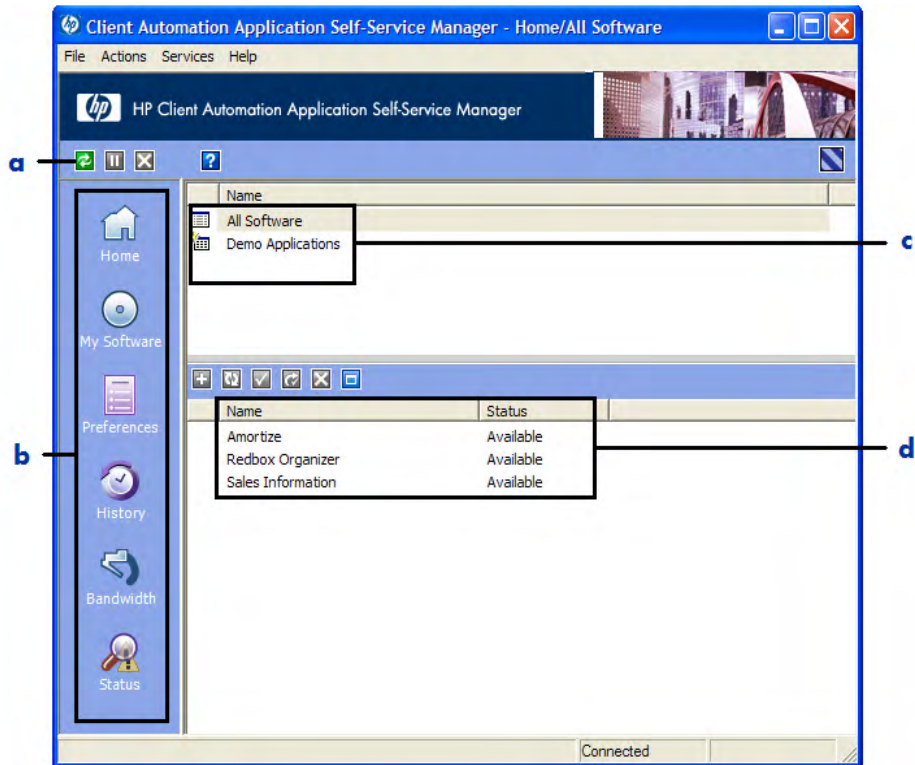 Client Automation Application Self-Service Manager - Home/All Software
File Actions Services Help
hp HP Client Automation Application Self-Service Manager
a
?
Name
All Software
Demo Applications
c
Home
My Software
Preferences
b
History
Bandwidth
Status
Name Status
Amortize Available
Redbox Organizer Available
Sales Information Available
d
Connected